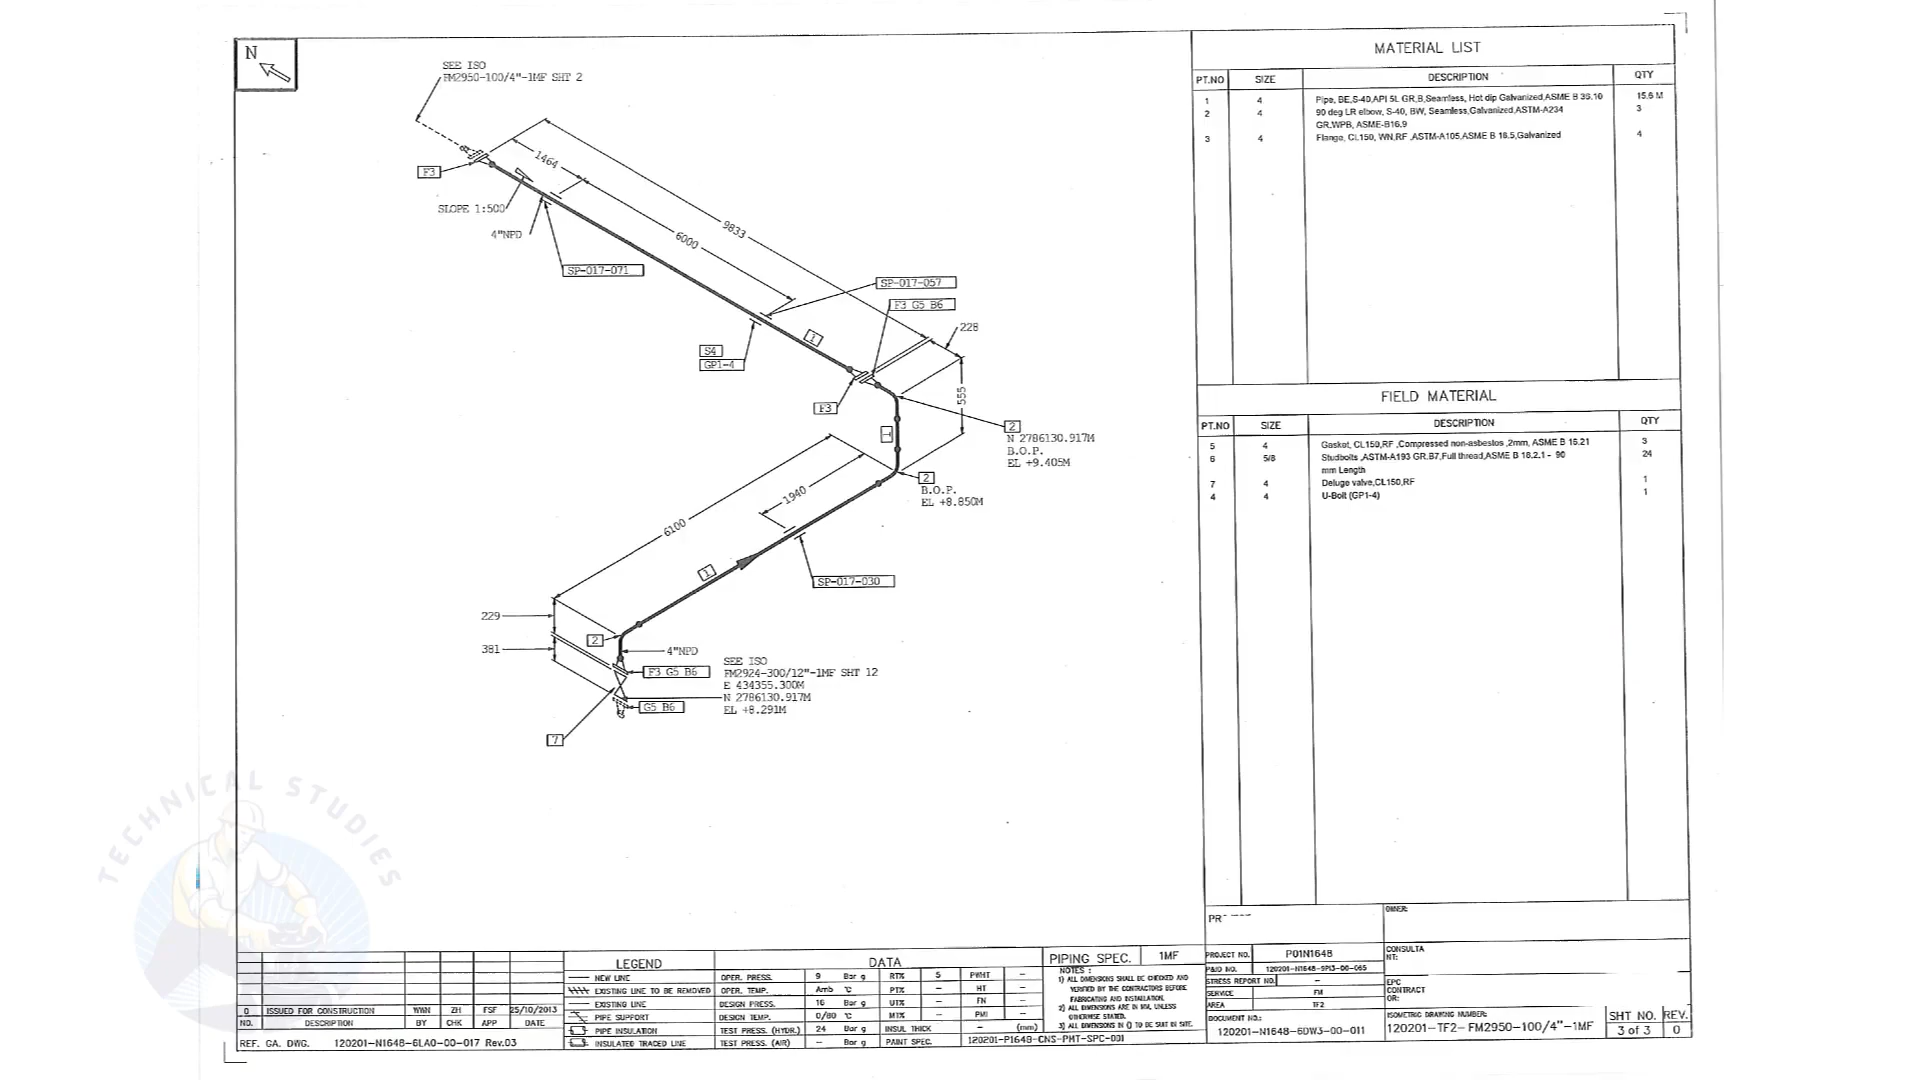 N
SEE ISO
FM2950-100/4"-1MF SHT 2
F3
1464
SLOPE 1:500
4"NPD
9833
6000
SP-017-071
SP-017-057
F3 G5 B6
228
1
S4
GP1-4
F3
555
1
2
N 2786130.917M
B.O.P.
EL +9.405M
2
B.O.P.
EL +8.850M
1940
6100
1
SP-017-030
229
381
2
4"NPD
F3 G5 B6
SEE ISO
FM2924-300/12"-1MF SHT 12
E 434355.300M
N 2786130.917M
EL +8.291M
G5 B6
7
MATERIAL LIST
PT.NO SIZE DESCRIPTION QTY
1 4 Pipe, BE,S-40,API 5L GR,B,Seamless, Hot dip Galvanized,ASME B 36.10 15.6 M
2 4 90 deg LR elbow, S-40, BW, Seamless,Galvanized,ASTM-A234 3
GR.WPB, ASME-B16.9
3 4 Flange, CL150, WN,RF ,ASTM-A105,ASME B 16.5,Galvanized 4
FIELD MATERIAL
PT.NO SIZE DESCRIPTION QTY
5 4 Gasket, CL150,RF ,Compressed non-asbestos ,2mm, ASME B 16.21 3
6 5/8 Studbolts ,ASTM-A193 GR.B7,Full thread,ASME B 18.2.1 - 90 24
mm Length
7 4 Deluge valve,CL150,RF 1
4 4 U-Bolt (GP1-4) 1
TECHNICAL STUDIES
0 ISSUED FOR CONSTRUCTION WWN ZH FSF 25/10/2013
NO. DESCRIPTION BY CHK APP DATE
REF. GA. DWG. 120201-N1648-6LA0-00-017 Rev.03
LEGEND
NEW LINE
EXISTING LINE TO BE REMOVED
EXISTING LINE
PIPE SUPPORT
PIPE INSULATION
INSULATED TRACED LINE
DATA
OPER. PRESS. 9 Bar g RT% 5 PWHT -
OPER. TEMP. Amb °C PT% - HT -
DESIGN PRESS. 16 Bar g UT% - FN -
DESIGN TEMP. 0/80 °C MT% - PMI -
TEST PRESS. (HYDR.) 24 Bar g INSUL THICK - (mm)
TEST PRESS. (AIR) - Bar g PAINT SPEC. 120201-P1648-CNS-PMT-SPC-001
PIPING SPEC. 1MF
NOTES :
1) ALL DIMENSIONS SHALL BE CHECKED AND
VERIFIED BY THE CONTRACTORS BEFORE
FABRICATING AND INSTALLATION.
2) ALL DIMENSIONS ARE IN MM, UNLESS
OTHERWISE STATED.
3) ALL DIMENSIONS IN () TO BE SUIT IN SITE.
PR
PROJECT NO. P01N1648
P&ID NO. 120201-N1648-5PI3-00-065
STRESS REPORT NO. -
SERVICE FM
AREA TF2
DOCUMENT NO.:
120201-N1648-6DW3-00-011
OWNER:
CONSULTA
NT:
EPC
CONTRACT
OR:
ISOMETRIC DRAWING NUMBER:
120201-TF2- FM2950-100/4"-1MF
SHT NO. REV.
3 of 3 0